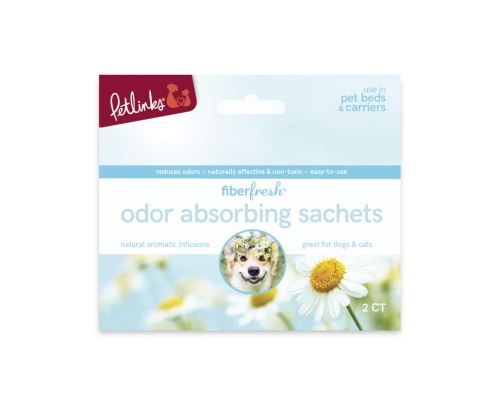 Petlinks®
use in
pet beds
& carriers
reduces odors • naturally effective & non-toxic • easy-to-use
fiberfresh™
odor absorbing sachets
natural aromatic infusions
great for dogs & cats
2 CT